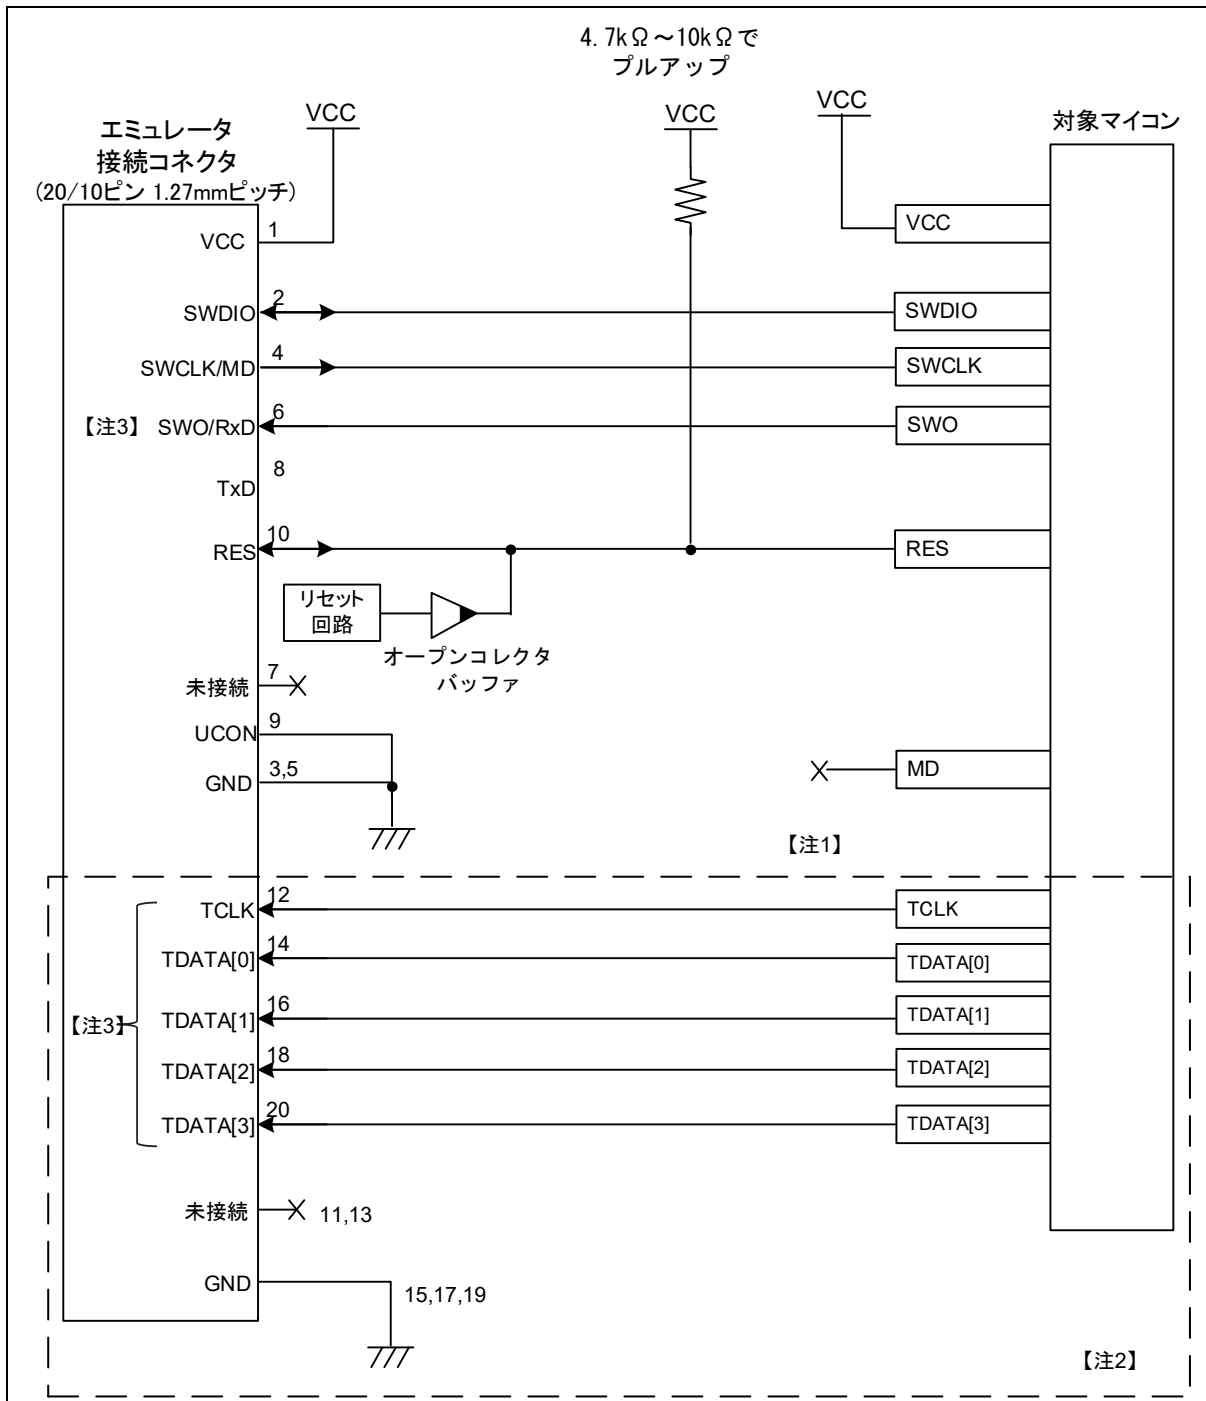 4.7kΩ～10kΩで
プルアップ
VCC
VCC
VCC
エミュレータ
接続コネクタ
(20/10ピン 1.27mmピッチ)
対象マイコン
VCC
1
VCC
SWDIO
2
SWDIO
SWCLK/MD
4
SWCLK
【注3】 SWO/RxD
6
SWO
TxD
8
RES
10
RES
リセット
回路
オープンコレクタ
バッファ
未接続
7
UCON
9
GND
3,5
MD
【注1】
TCLK
12
TCLK
TDATA[0]
14
TDATA[0]
【注3】
TDATA[1]
16
TDATA[1]
TDATA[2]
18
TDATA[2]
TDATA[3]
20
TDATA[3]
未接続
11,13
GND
15,17,19
【注2】